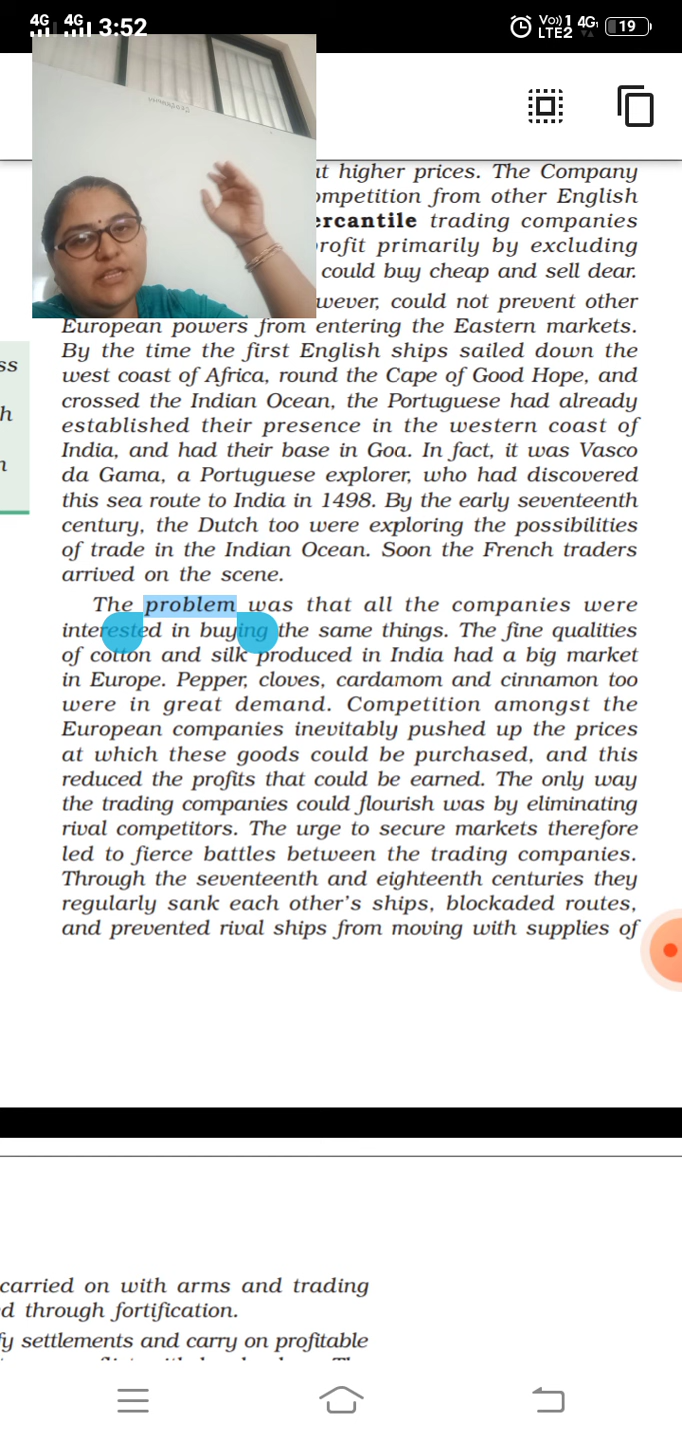 4G 4G 3:52
Vo)) 1 4G
LTE2
19
at higher prices. The Company
ompetition from other English
ercantile trading companies
rofit primarily by excluding
could buy cheap and sell dear.
wever, could not prevent other
European powers from entering the Eastern markets.
By the time the first English ships sailed down the
west coast of Africa, round the Cape of Good Hope, and
crossed the Indian Ocean, the Portuguese had already
established their presence in the western coast of
India, and had their base in Goa. In fact, it was Vasco
da Gama, a Portuguese explorer, who had discovered
this sea route to India in 1498. By the early seventeenth
century, the Dutch too were exploring the possibilities
of trade in the Indian Ocean. Soon the French traders
arrived on the scene.
The problem was that all the companies were
interested in buying the same things. The fine qualities
of cotton and silk produced in India had a big market
in Europe. Pepper, cloves, cardamom and cinnamon too
were in great demand. Competition amongst the
European companies inevitably pushed up the prices
at which these goods could be purchased, and this
reduced the profits that could be earned. The only way
the trading companies could flourish was by eliminating
rival competitors. The urge to secure markets therefore
led to fierce battles between the trading companies.
Through the seventeenth and eighteenth centuries they
regularly sank each other's ships, blockaded routes,
and prevented rival ships from moving with supplies of
ss
h
n
carried on with arms and trading
d through fortification.
fy settlements and carry on profitable